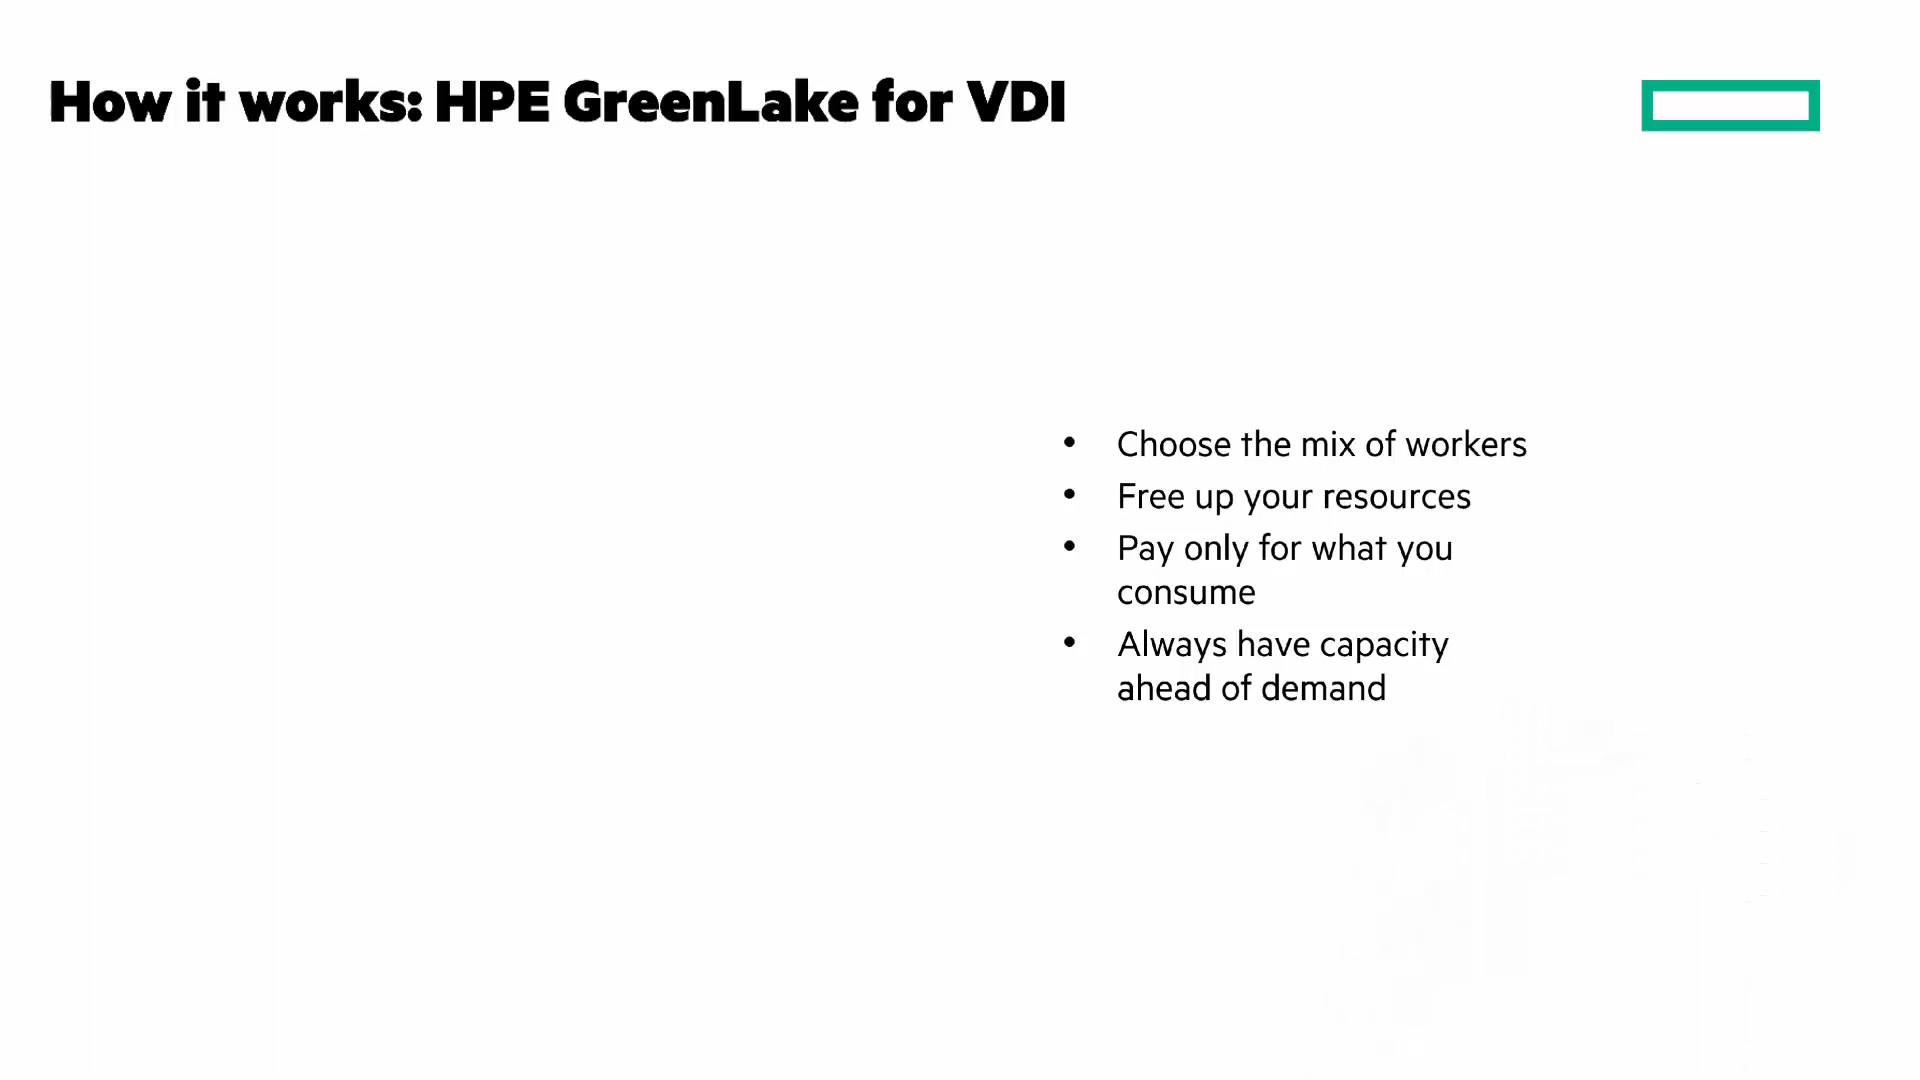 How it works: HPE GreenLake for VDI
• Choose the mix of workers
• Free up your resources
• Pay only for what you
consume
• Always have capacity
ahead of demand